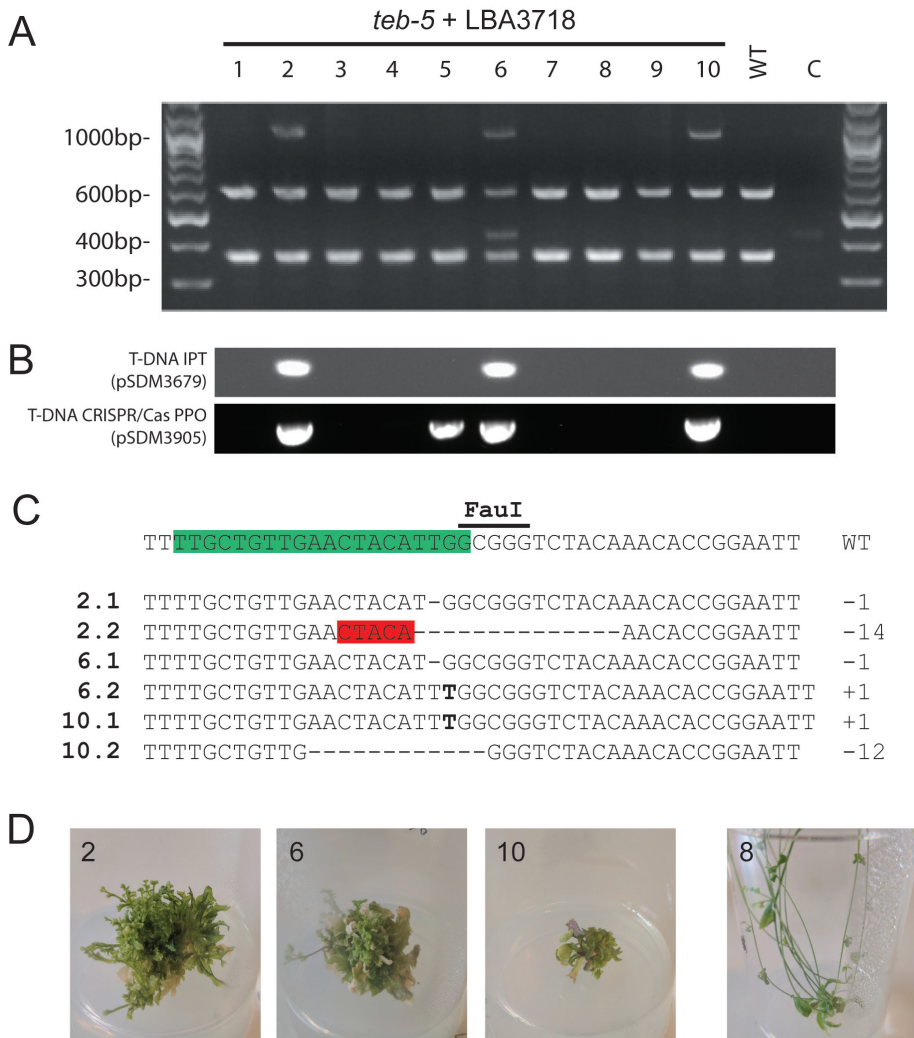 A
teb-5 + LBA3718
1 2 3 4 5 6 7 8 9 10 WT C
1000bp-
600bp-
400bp-
300bp-
B
T-DNA IPT
(pSDM3679)
T-DNA CRISPR/Cas PPO
(pSDM3905)
C
FauI
TTTTGCTGTTGAACTACATTGGCGGGTCTACAAACACCGGAATT WT
2.1 TTTTGCTGTTGAACTACAT-GGCGGGTCTACAAACACCGGAATT -1
2.2 TTTTGCTGTTGAACTACA--------------AACACCGGAATT -14
6.1 TTTTGCTGTTGAACTACAT-GGCGGGTCTACAAACACCGGAATT -1
6.2 TTTTGCTGTTGAACTACATTTGGCGGGTCTACAAACACCGGAATT +1
10.1 TTTTGCTGTTGAACTACATTTGGCGGGTCTACAAACACCGGAATT +1
10.2 TTTTGCTGTTG------------GGGTCTACAAACACCGGAATT -12
D
2 6 10 8